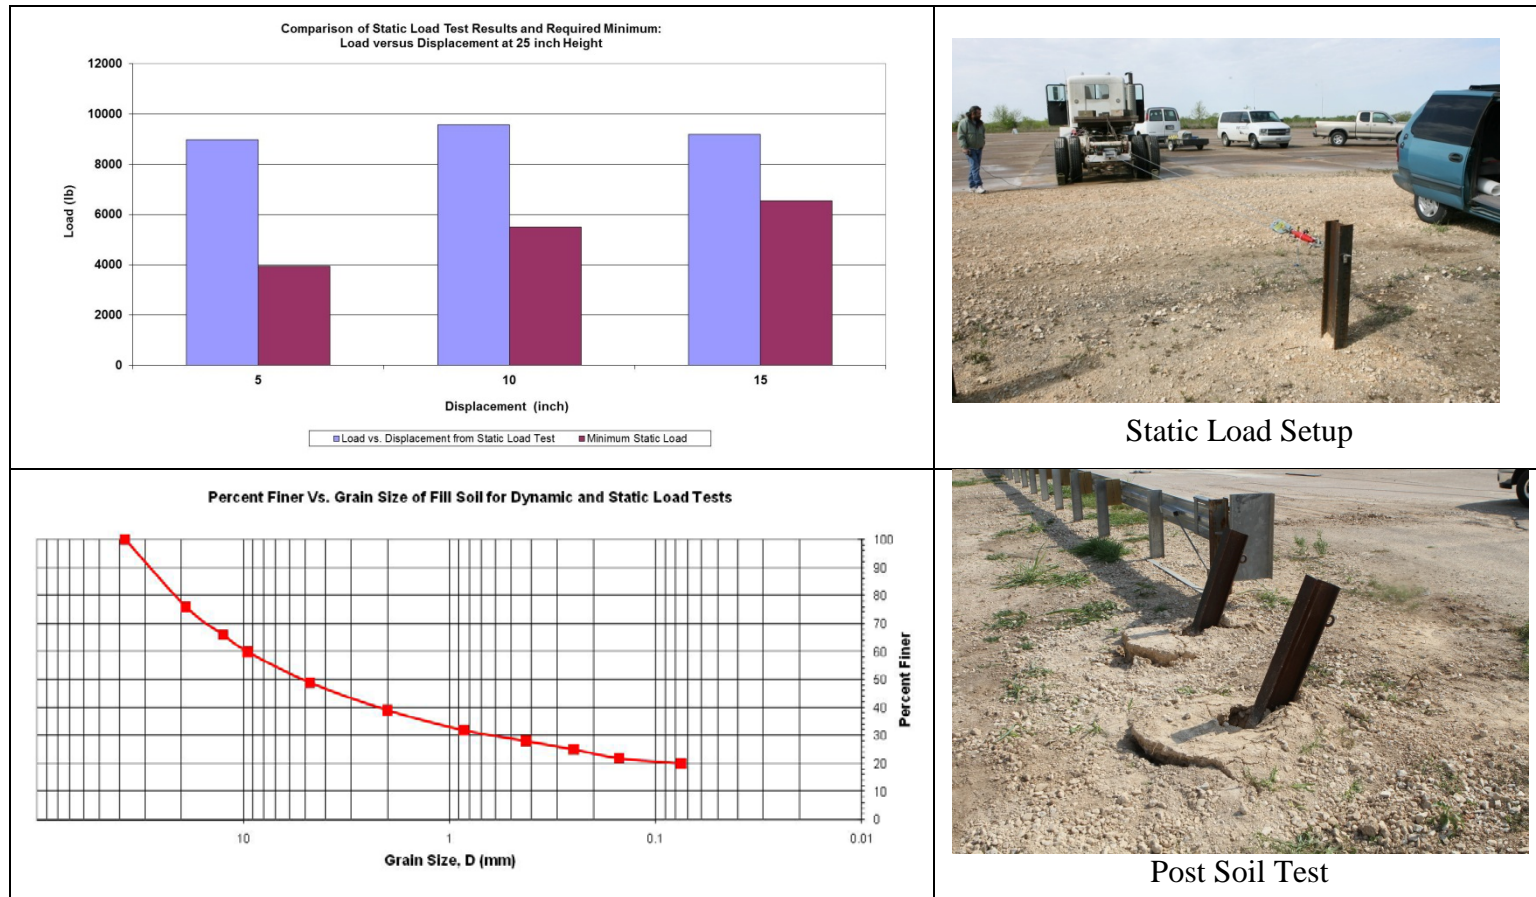 Comparison of Static Load Test Results and Required Minimum:
Load versus Displacement at 25 inch Height
12000
10000
8000
6000
4000
2000
0
Load (lb)
5
10
15
Displacement (inch)
Load vs. Displacement from Static Load Test
Minimum Static Load
Static Load Setup
Percent Finer Vs. Grain Size of Fill Soil for Dynamic and Static Load Tests
100
90
80
70
60
50
40
30
20
10
0
Percent Finer
10
1
0.1
0.01
Grain Size, D (mm)
Post Soil Test